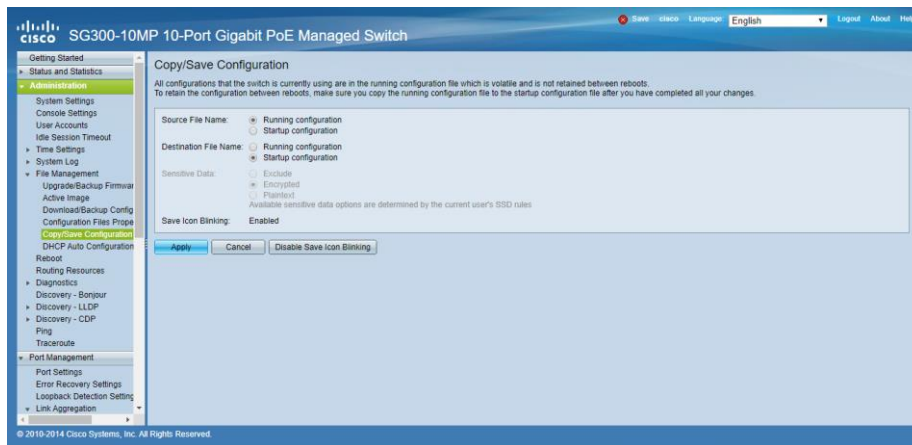 Save cisco Language: English Logout About Hel
CISCO SG300-10MP 10-Port Gigabit PoE Managed Switch
Getting Started
Status and Statistics
Administration
System Settings
Console Settings
User Accounts
Idle Session Timeout
Time Settings
System Log
File Management
Upgrade/Backup Firmwar
Active Image
Download/Backup Config
Configuration Files Prope
Copy/Save Configuration
DHCP Auto Configuration
Reboot
Routing Resources
Diagnostics
Discovery - Bonjour
Discovery - LLDP
Discovery - CDP
Ping
Traceroute
Port Management
Port Settings
Error Recovery Settings
Loopback Detection Setting
Link Aggregation
Copy/Save Configuration
All configurations that the switch is currently using are in the running configuration file which is volatile and is not retained between reboots.
To retain the configuration between reboots, make sure you copy the running configuration file to the startup configuration file after you have completed all your changes.
Source File Name: Running configuration
Startup configuration
Destination File Name: Running configuration
Startup configuration
Sensitive Data: Exclude
Encrypted
Plaintext
Available sensitive data options are determined by the current user's SSD rules
Save Icon Blinking: Enabled
Apply Cancel Disable Save Icon Blinking
© 2010-2014 Cisco Systems, Inc. All Rights Reserved.